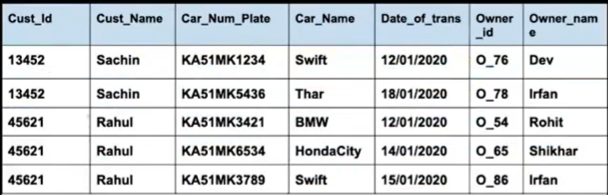 Cust_Id Cust_Name Car_Num_Plate Car_Name Date_of_trans Owner_id Owner_name
13452 Sachin KA51MK1234 Swift 12/01/2020 O_76 Dev
13452 Sachin KA51MK5436 Thar 18/01/2020 O_78 Irfan
45621 Rahul KA51MK3421 BMW 12/01/2020 O_54 Rohit
45621 Rahul KA51MK6534 HondaCity 14/01/2020 O_65 Shikhar
45621 Rahul KA51MK3789 Swift 15/01/2020 O_86 Irfan